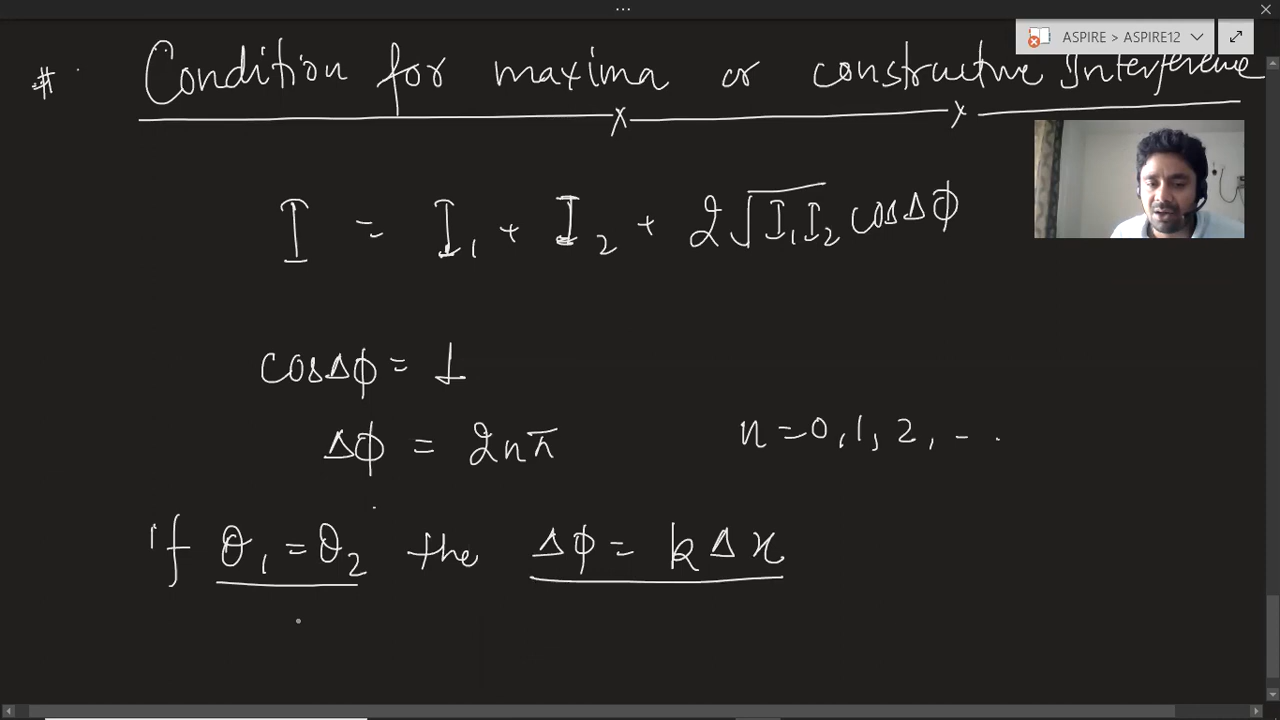 ASPIRE > ASPIRE12
# Condition for maxima or constructive Interference
I = I₁ + I₂ + 2√I₁I₂ cosΔϕ
cosΔϕ = 1
Δϕ = 2nπ n = 0, 1, 2, - .
If θ₁ = θ₂ the Δϕ = k Δx